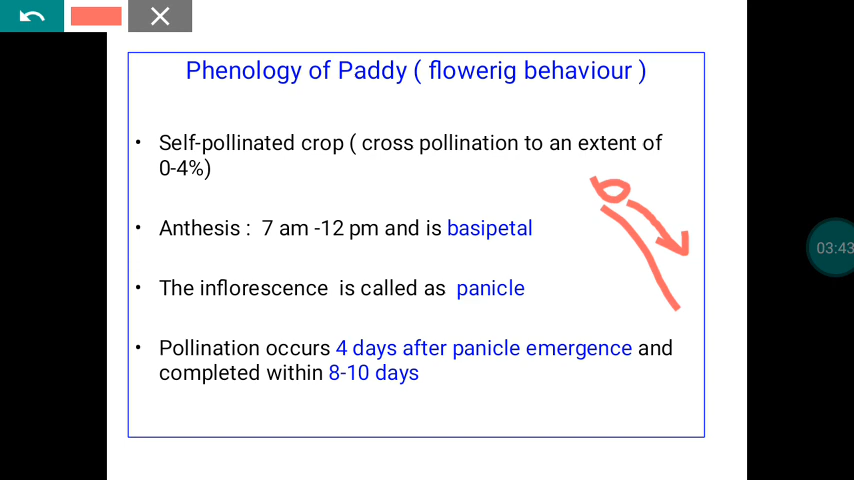 Phenology of Paddy ( flowerig behaviour )
• Self-pollinated crop ( cross pollination to an extent of
0-4%)
• Anthesis : 7 am -12 pm and is basipetal
• The inflorescence is called as panicle
• Pollination occurs 4 days after panicle emergence and
completed within 8-10 days
03:43